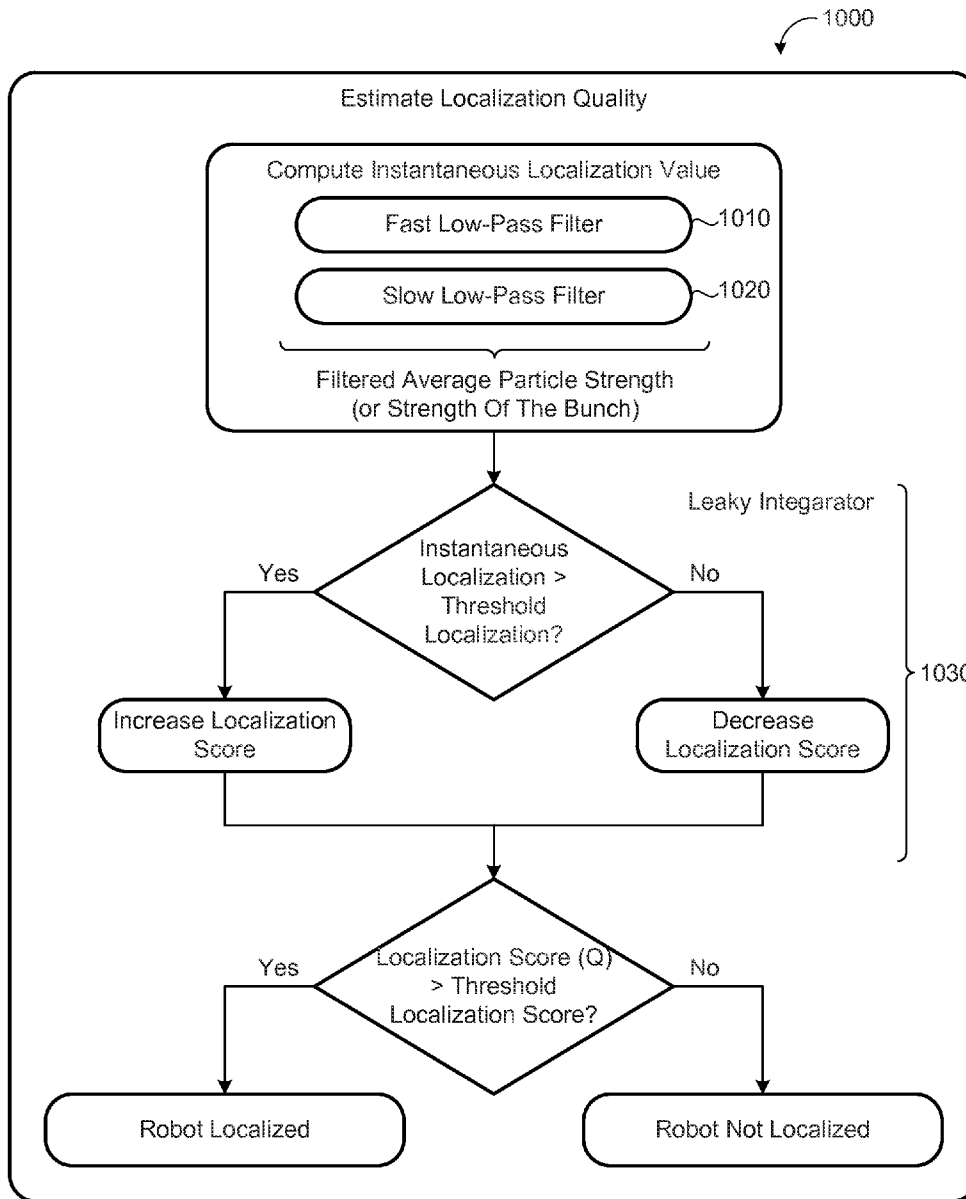 1000
Estimate Localization Quality
Compute Instantaneous Localization Value
Fast Low-Pass Filter
1010
Slow Low-Pass Filter
1020
Filtered Average Particle Strength
(or Strength Of The Bunch)
Leaky Integarator
Instantaneous
Localization >
Threshold
Localization?
Yes
No
1030
Increase Localization
Score
Decrease
Localization Score
Localization Score (Q)
> Threshold
Localization Score?
Yes
No
Robot Localized
Robot Not Localized